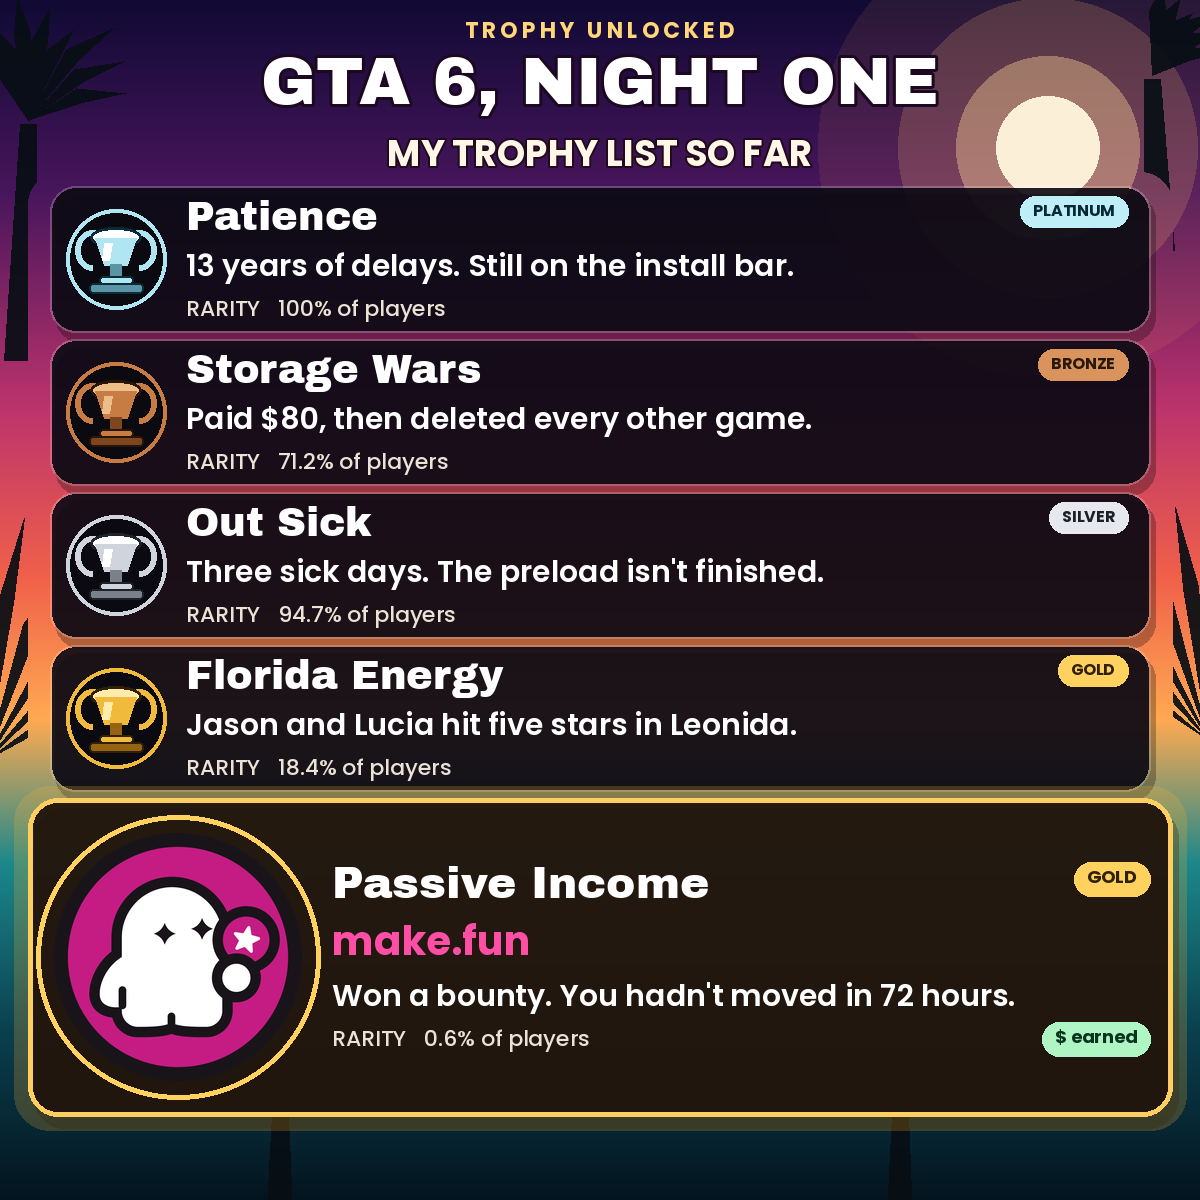 TROPHY UNLOCKED
GTA 6, NIGHT ONE
MY TROPHY LIST SO FAR
Patience
PLATINUM
13 years of delays. Still on the install bar.
RARITY 100% of players
Storage Wars
BRONZE
Paid $80, then deleted every other game.
RARITY 71.2% of players
Out Sick
SILVER
Three sick days. The preload isn't finished.
RARITY 94.7% of players
Florida Energy
GOLD
Jason and Lucia hit five stars in Leonida.
RARITY 18.4% of players
Passive Income
GOLD
make.fun
Won a bounty. You hadn't moved in 72 hours.
RARITY 0.6% of players
$ earned